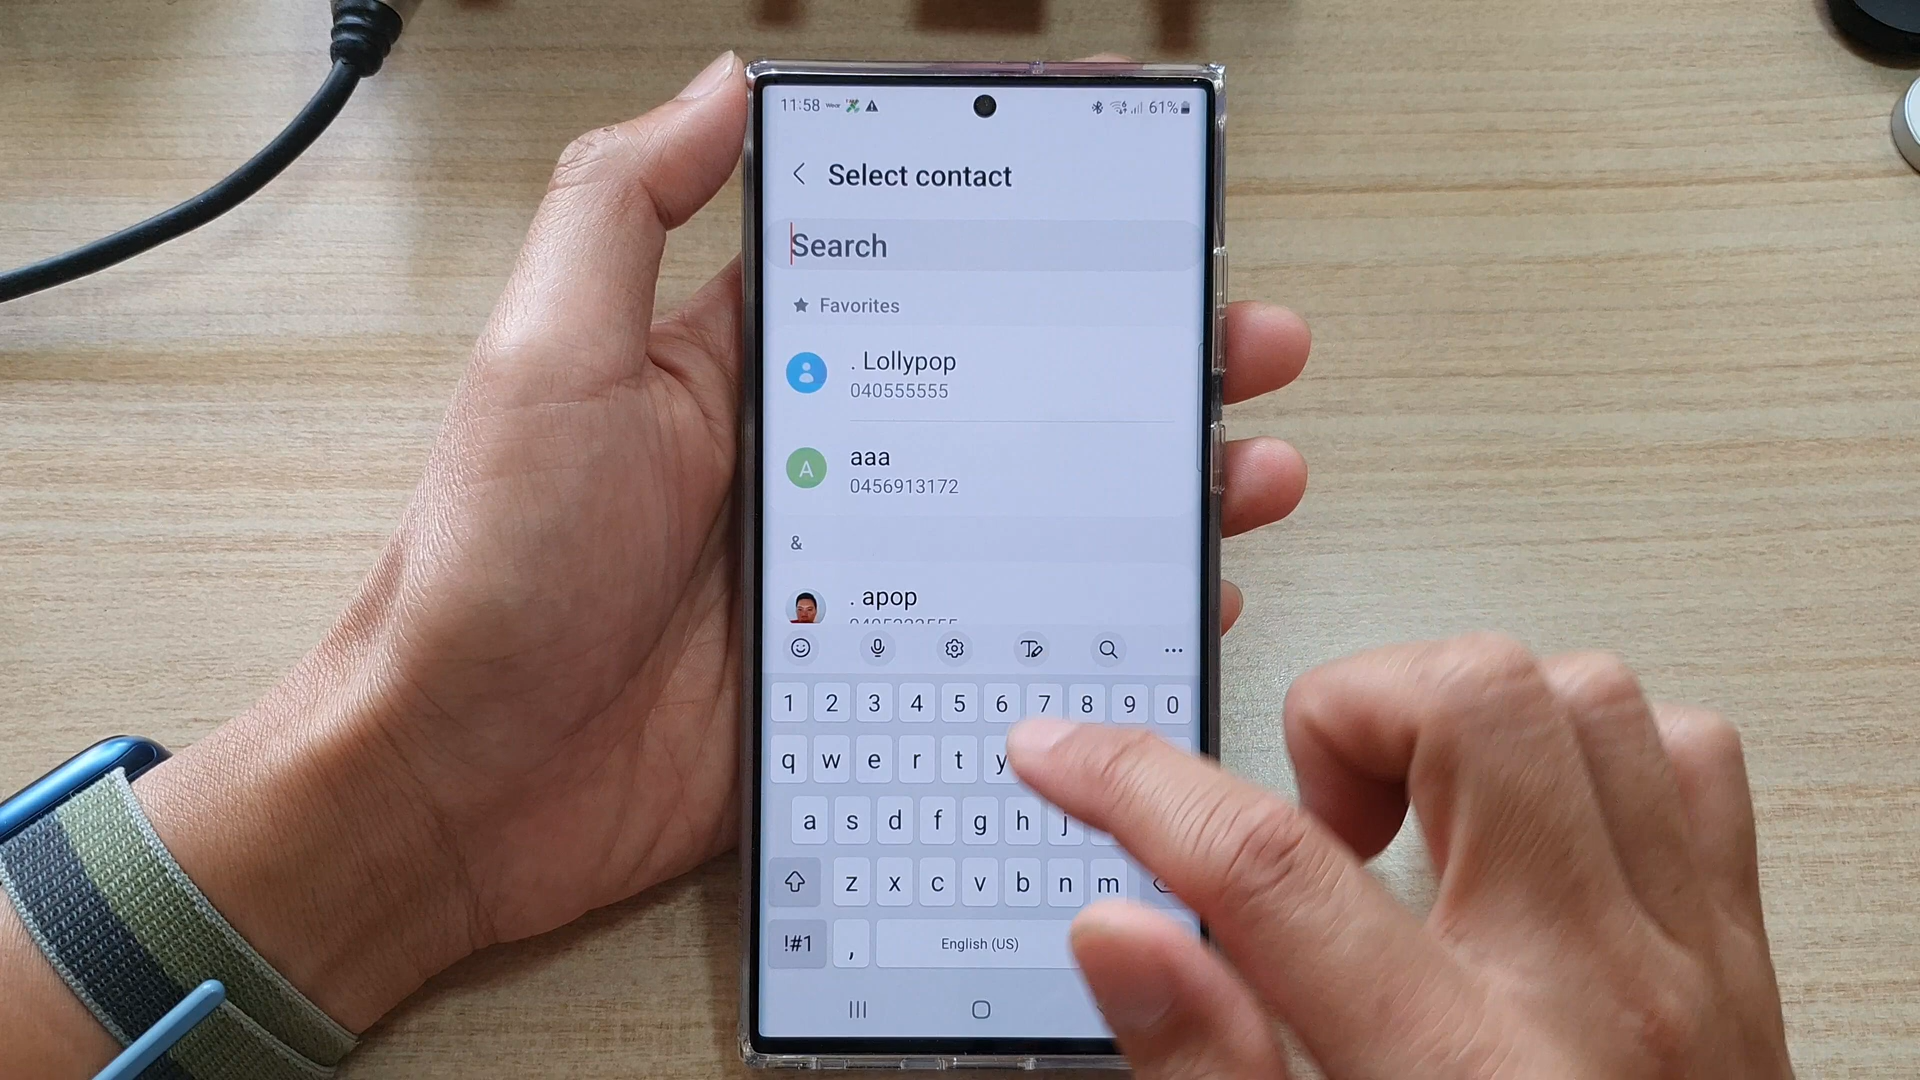 11:58 61%
Select contact
Search
Favorites
. Lollypop
040555555
A
aaa
0456913172
&
. apop
1 2 3 4 5 6 7 8 9 0
q w e r t y
a s d f g h j
z x c v b n m
!#1 , English (US)